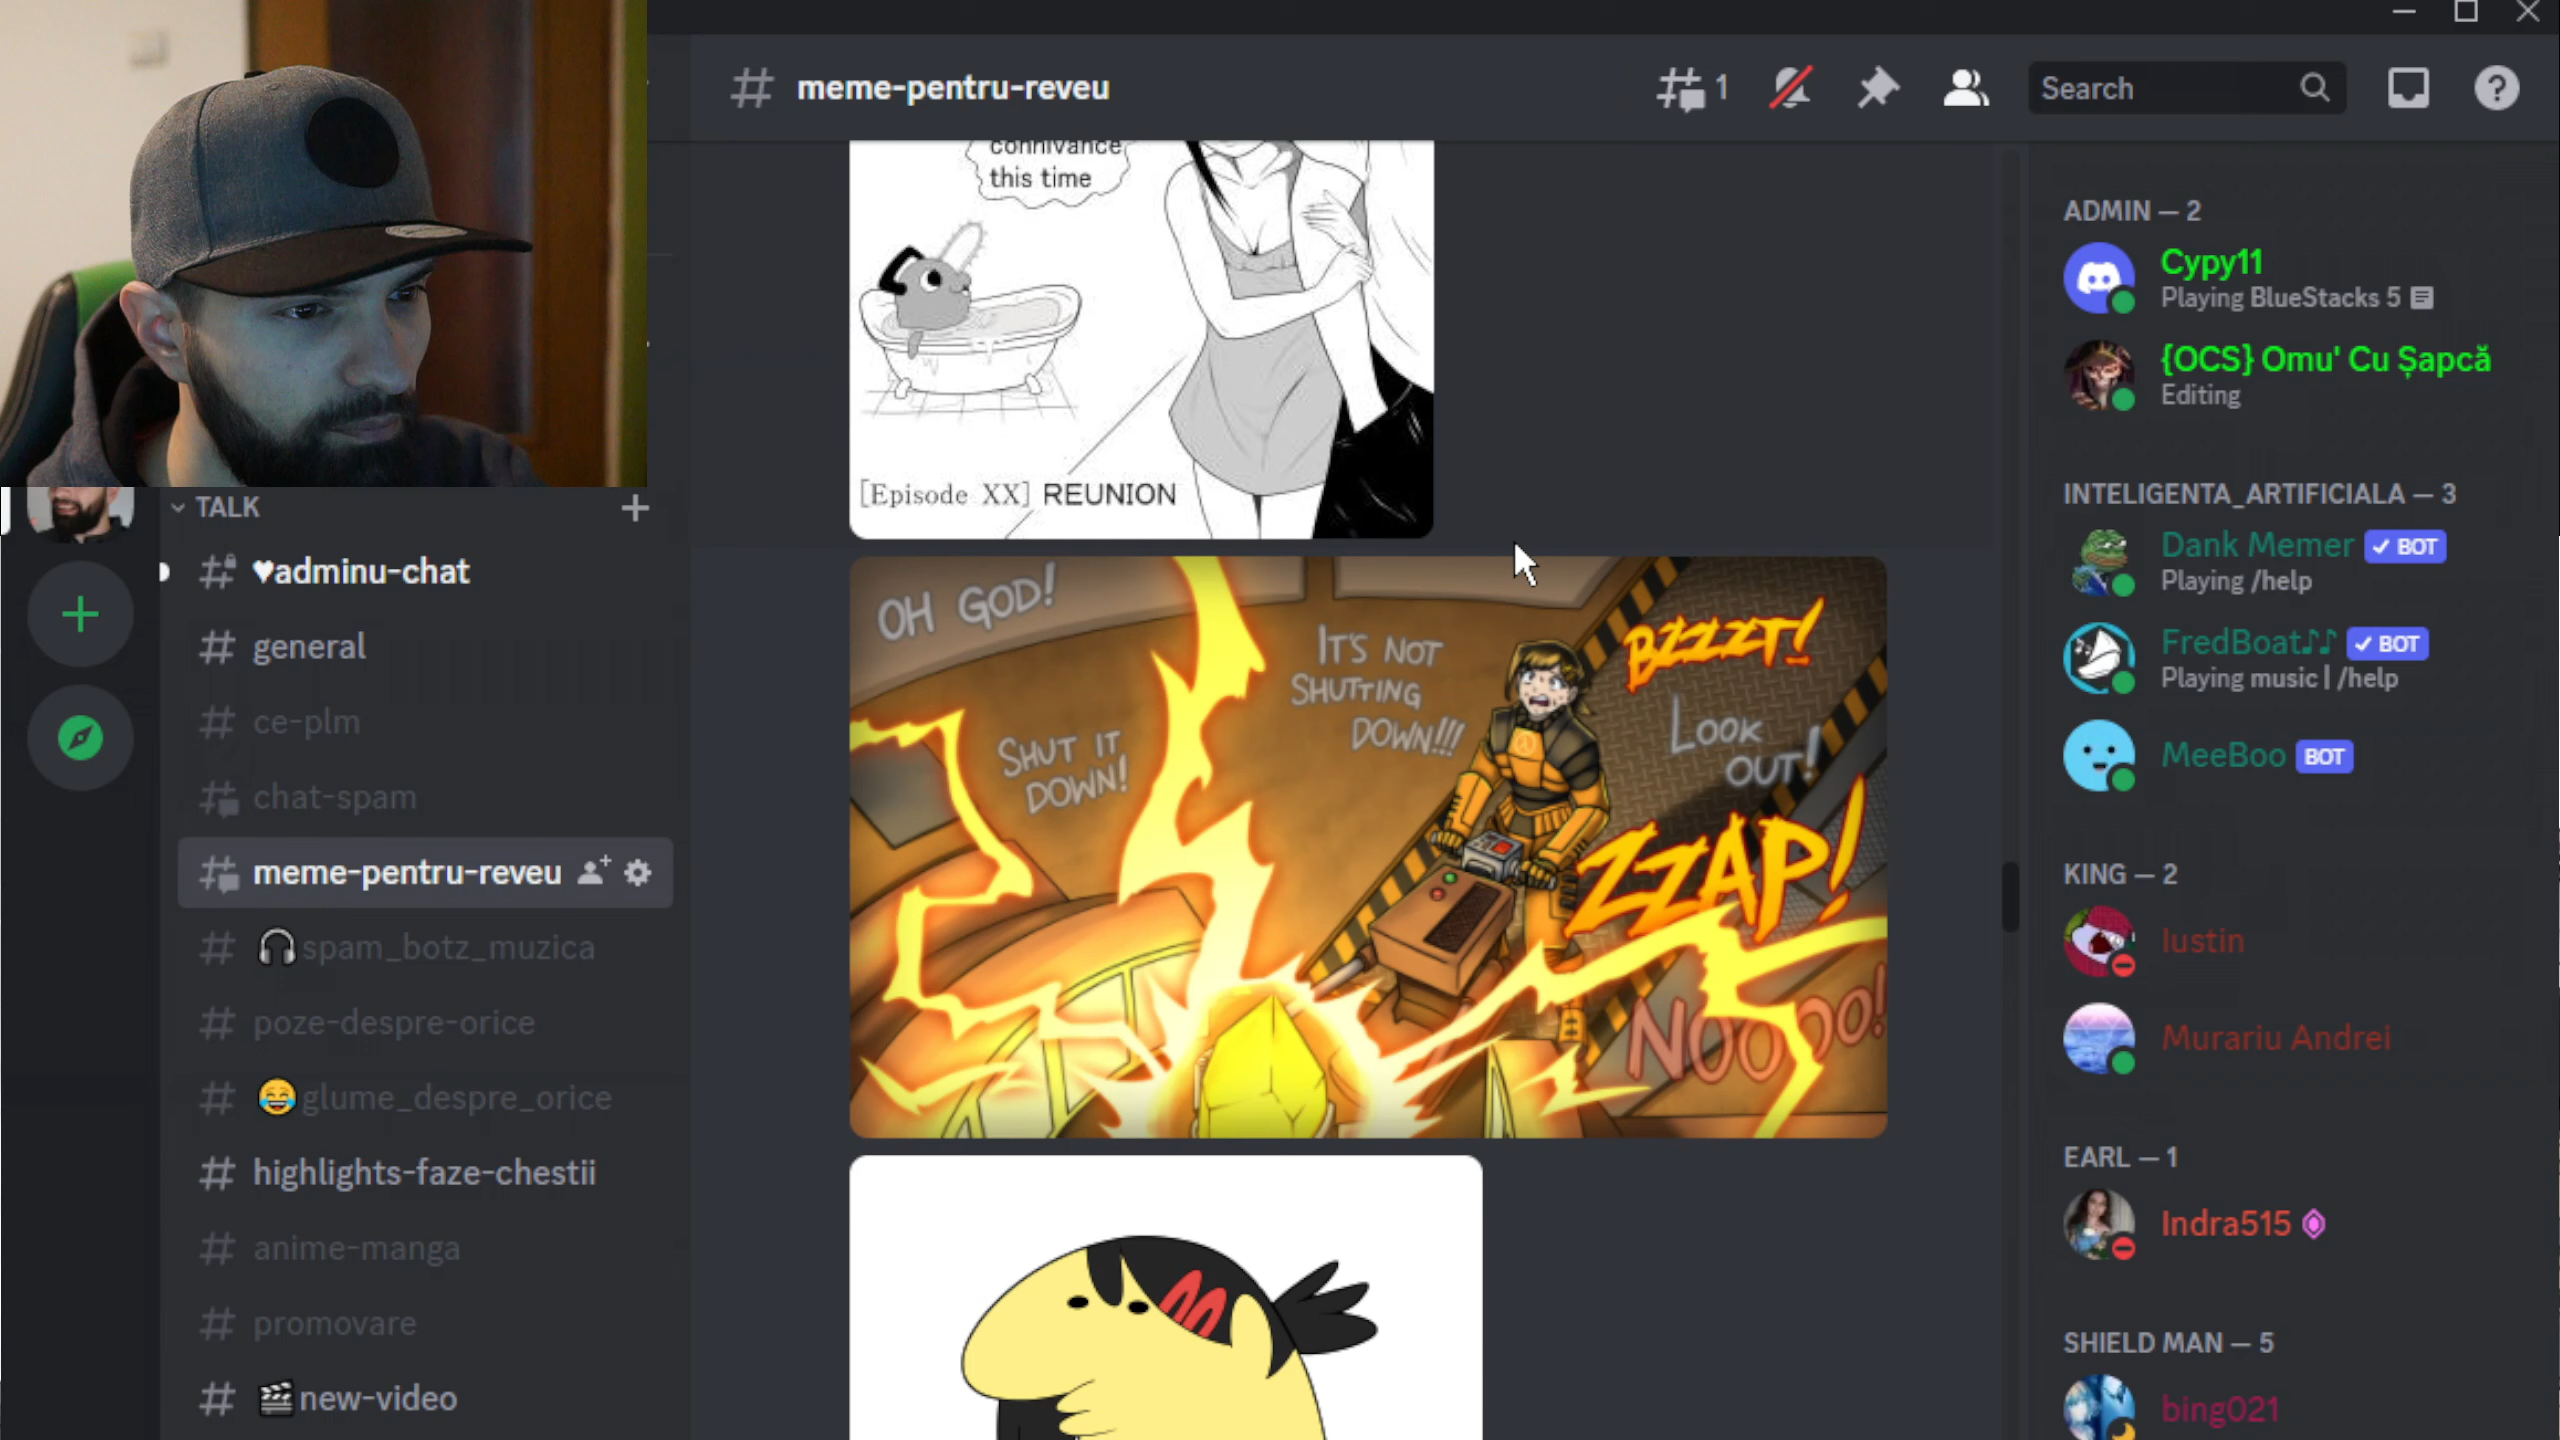 # meme-pentru-reveu
1
Search
connivance
this time
[Episode XX] REUNION
OH GOD!
SHUT IT
DOWN!
IT'S NOT
SHUTTING
DOWN!!!
BZZZT!
LOOK
OUT!
ZZAP!
NOOOOO!
TALK
♥adminu-chat
general
ce-plm
chat-spam
meme-pentru-reveu
spam_botz_muzica
poze-despre-orice
glume_despre_orice
highlights-faze-chestii
anime-manga
promovare
new-video
ADMIN — 2
Cypy11
Playing BlueStacks 5
{OCS} Omu' Cu Șapcă
Editing
INTELIGENTA_ARTIFICIALA — 3
Dank Memer ✓ BOT
Playing /help
FredBoat♪♪ ✓ BOT
Playing music | /help
MeeBoo BOT
KING — 2
Iustin
Murariu Andrei
EARL — 1
Indra515
SHIELD MAN — 5
bing021